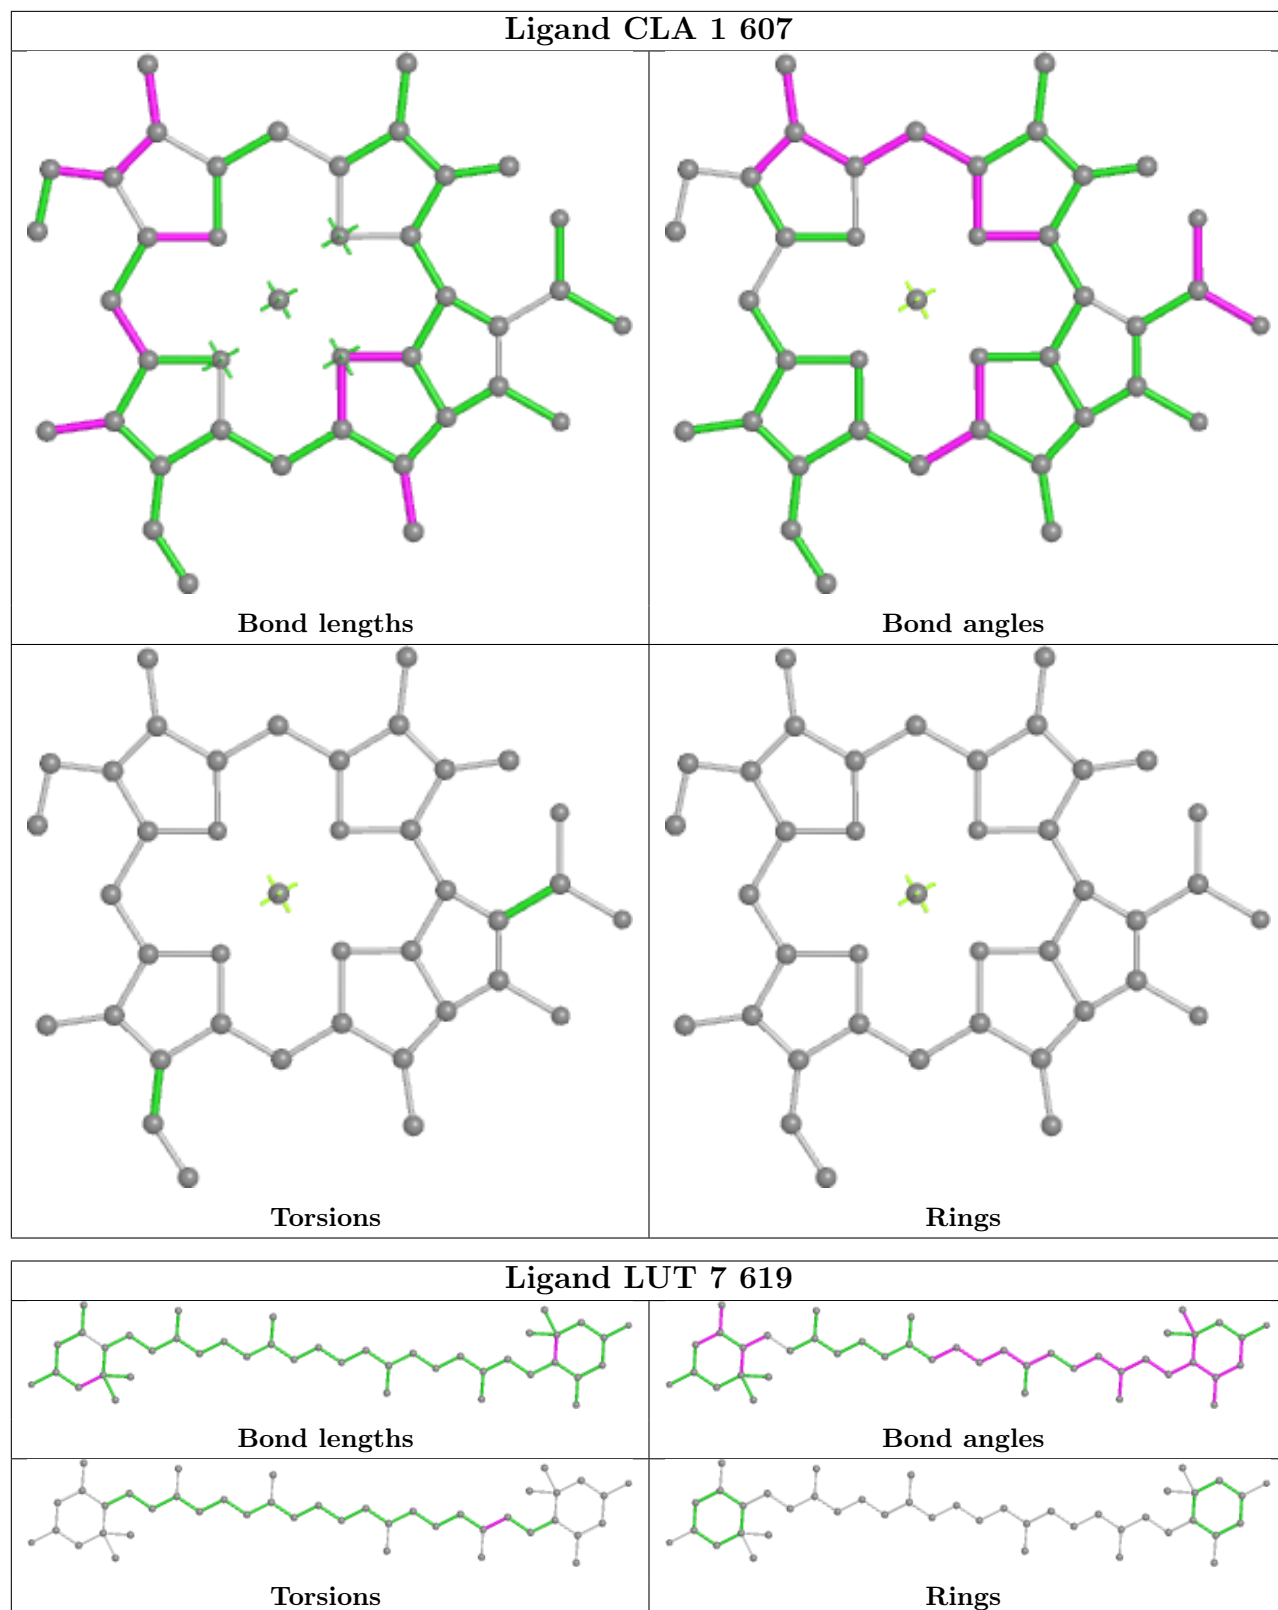 Ligand CLA 1 607
Bond lengths
Bond angles
Torsions
Rings
Ligand LUT 7 619
Bond lengths
Bond angles
Torsions
Rings